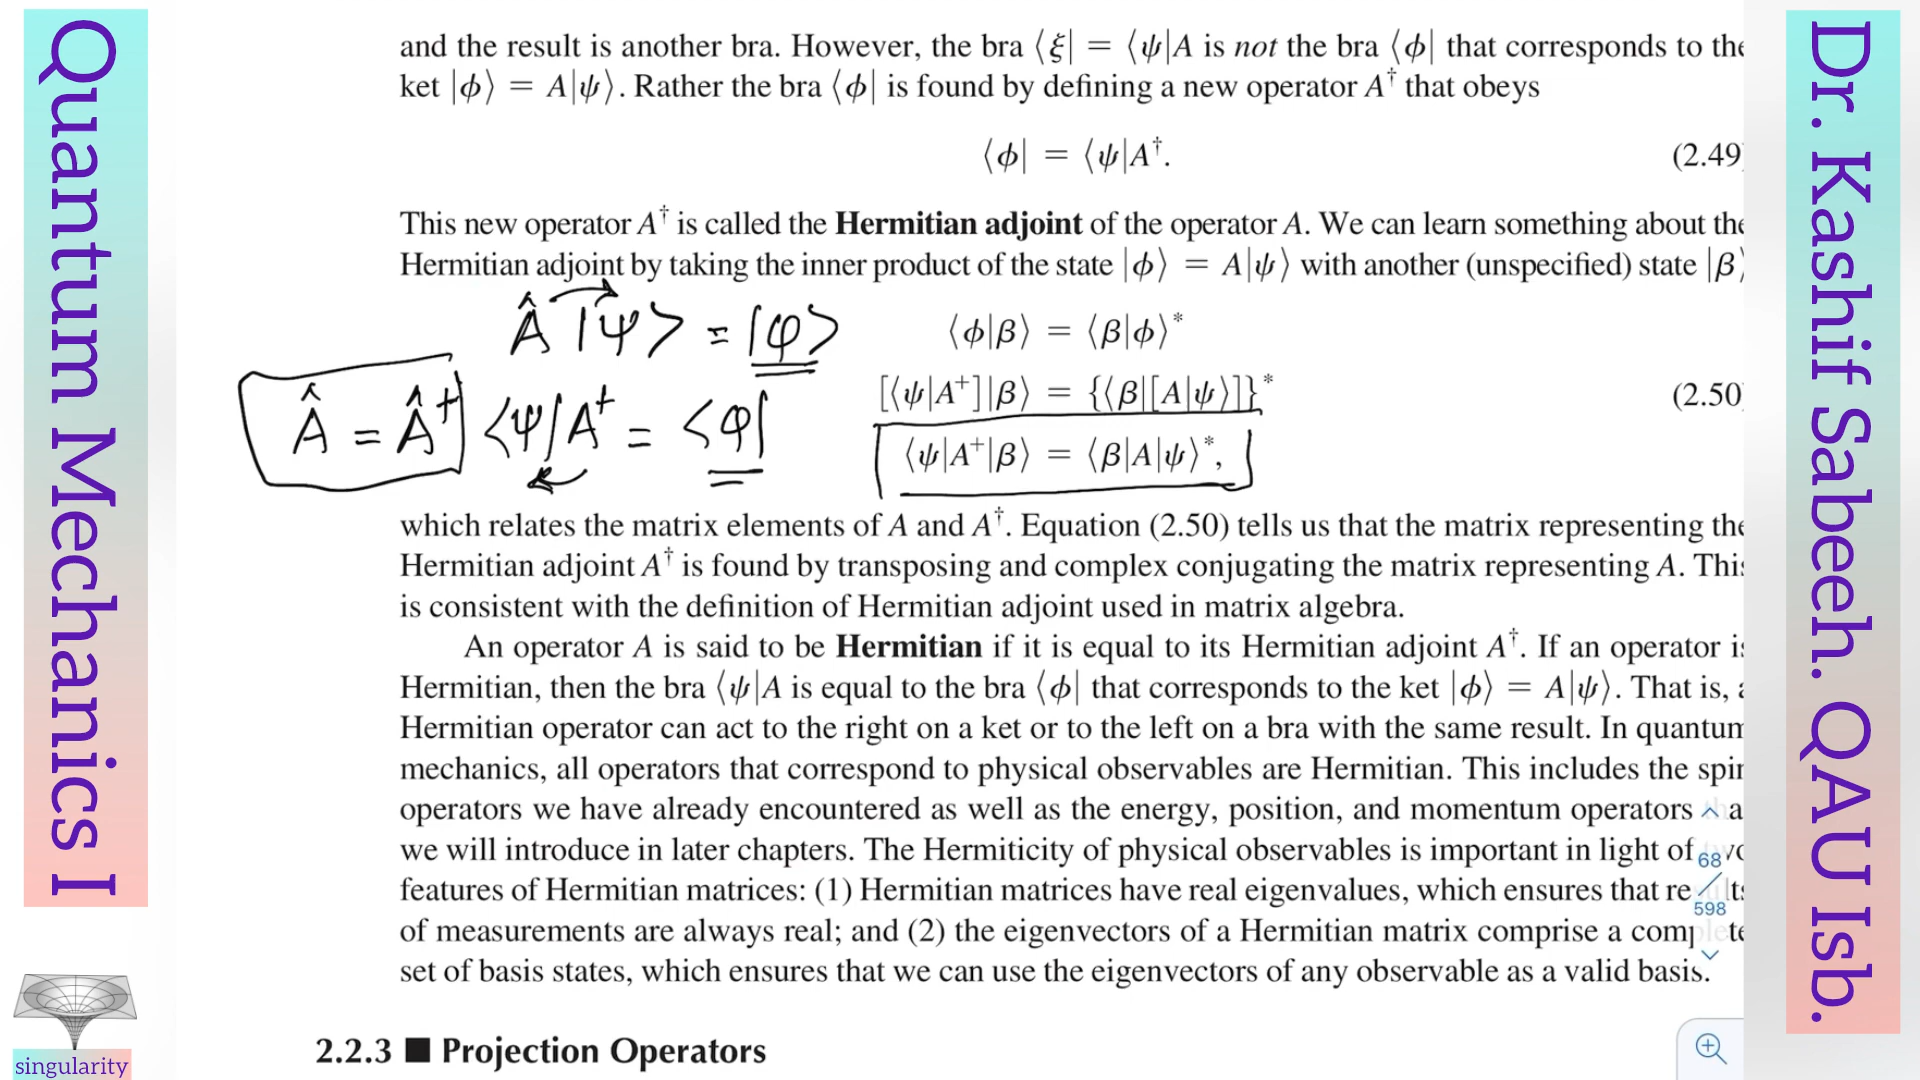 Quantum Mechanics I
and the result is another bra. However, the bra ⟨ξ| = ⟨ψ|A is not the bra ⟨ϕ| that corresponds to the
ket |ϕ⟩ = A|ψ⟩. Rather the bra ⟨ϕ| is found by defining a new operator A† that obeys
⟨ϕ| = ⟨ψ|A†. (2.49)
This new operator A† is called the Hermitian adjoint of the operator A. We can learn something about the
Hermitian adjoint by taking the inner product of the state |ϕ⟩ = A|ψ⟩ with another (unspecified) state |β⟩
Â |ψ⟩ = |φ⟩
⟨ϕ|β⟩ = ⟨β|ϕ⟩*
Â = Â†
⟨ψ|A† = ⟨φ|
[⟨ψ|A†]|β⟩ = {⟨β|[A|ψ⟩]}* (2.50)
⟨ψ|A†|β⟩ = ⟨β|A|ψ⟩*,
which relates the matrix elements of A and A†. Equation (2.50) tells us that the matrix representing the
Hermitian adjoint A† is found by transposing and complex conjugating the matrix representing A. This
is consistent with the definition of Hermitian adjoint used in matrix algebra.
An operator A is said to be Hermitian if it is equal to its Hermitian adjoint A†. If an operator is
Hermitian, then the bra ⟨ψ|A is equal to the bra ⟨ϕ| that corresponds to the ket |ϕ⟩ = A|ψ⟩. That is, a
Hermitian operator can act to the right on a ket or to the left on a bra with the same result. In quantum
mechanics, all operators that correspond to physical observables are Hermitian. This includes the spin
operators we have already encountered as well as the energy, position, and momentum operators
we will introduce in later chapters. The Hermiticity of physical observables is important in light of
features of Hermitian matrices: (1) Hermitian matrices have real eigenvalues, which ensures that results
of measurements are always real; and (2) the eigenvectors of a Hermitian matrix comprise a complete
set of basis states, which ensures that we can use the eigenvectors of any observable as a valid basis.
68
598
2.2.3 ■ Projection Operators
singularity
Dr. Kashif Sabeeh. QAU Isb.